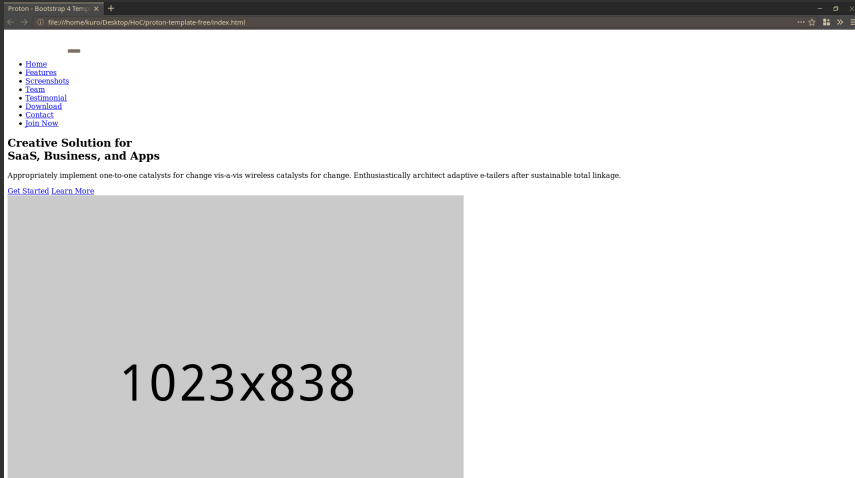 Proton - Bootstrap 4 Temp
file:///home/kuro/Desktop/HoC/proton-template-free/index.html
Home
Features
Screenshots
Team
Testimonial
Download
Contact
Join Now
Creative Solution for
SaaS, Business, and Apps
Appropriately implement one-to-one catalysts for change vis-a-vis wireless catalysts for change. Enthusiastically architect adaptive e-tailers after sustainable total linkage.
Get Started Learn More
1023x838